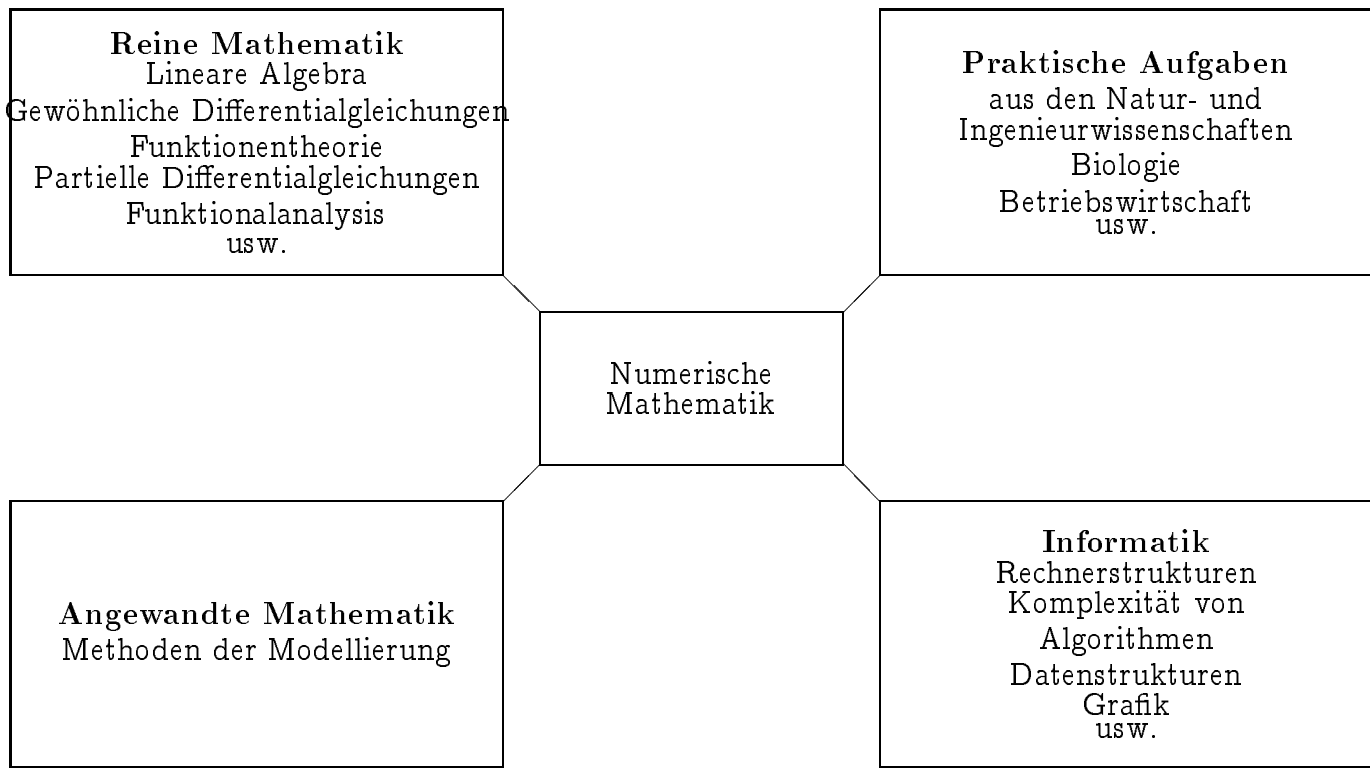 Reine Mathematik
Lineare Algebra
Gewöhnliche Differentialgleichungen
Funktionentheorie
Partielle Differentialgleichungen
Funktionalanalysis
usw.
Praktische Aufgaben
aus den Natur- und
Ingenieurwissenschaften
Biologie
Betriebswirtschaft
usw.
Numerische
Mathematik
Angewandte Mathematik
Methoden der Modellierung
Informatik
Rechnerstrukturen
Komplexität von
Algorithmen
Datenstrukturen
Grafik
usw.